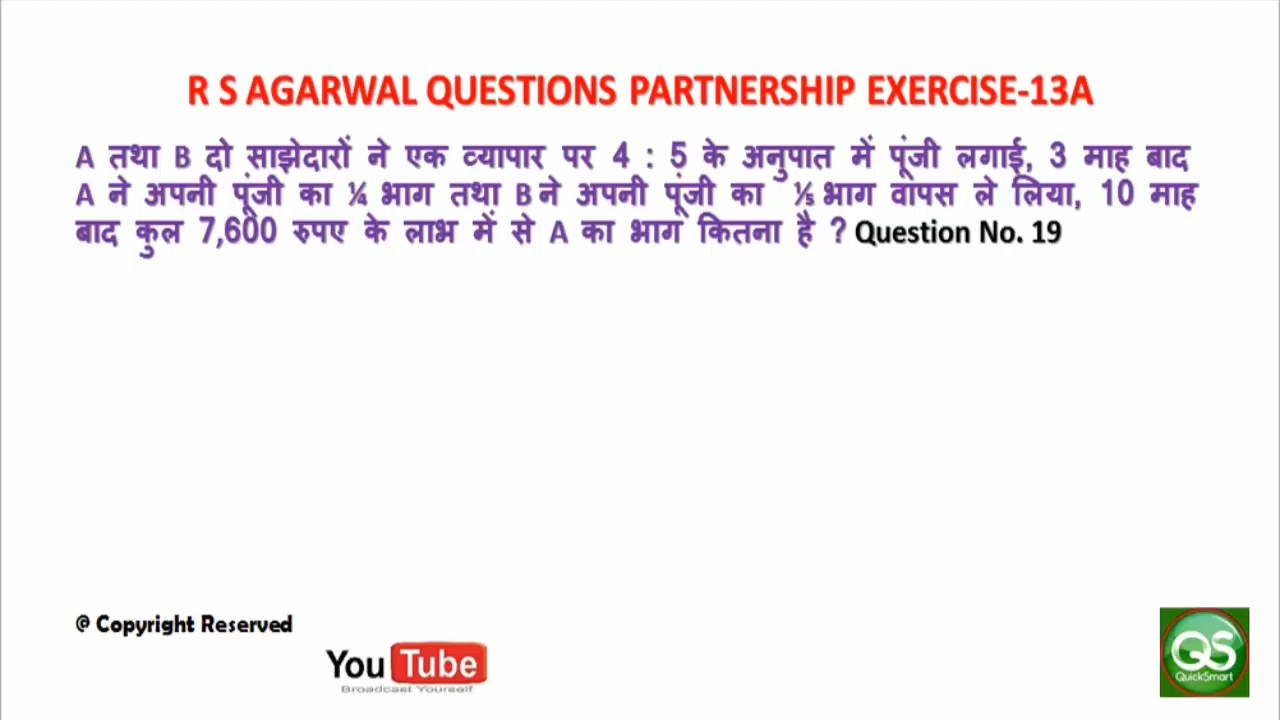 R S AGARWAL QUESTIONS PARTNERSHIP EXERCISE-13A
A तथा B दो साझेदारों ने एक व्यापार पर 4 : 5 के अनुपात में पूंजी लगाई, 3 माह बाद
A ने अपनी पूंजी का ¼ भाग तथा B ने अपनी पूंजी का ⅕ भाग वापस ले लिया, 10 माह
बाद कुल 7,600 रुपए के लाभ में से A का भाग कितना है ? Question No. 19
@ Copyright Reserved
You Tube
Broadcast Yourself
QS
QuickSmart